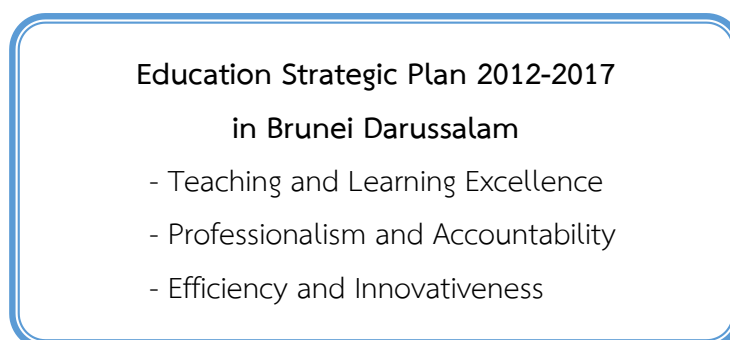 Education Strategic Plan 2012-2017
in Brunei Darussalam
- Teaching and Learning Excellence
- Professionalism and Accountability
- Efficiency and Innovativeness